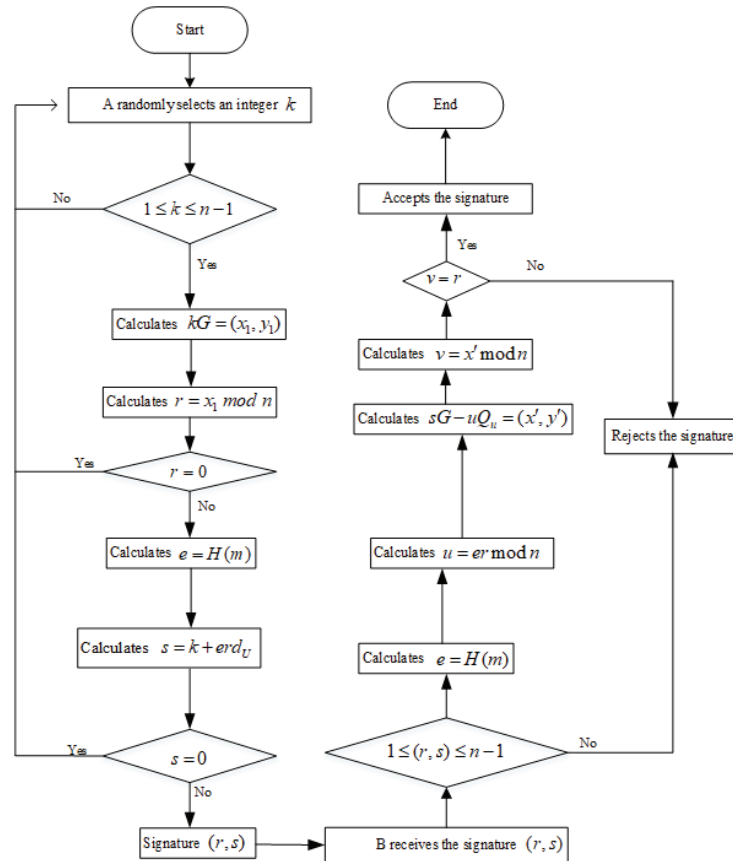 Start
A randomly selects an integer k
No
1 ≤ k ≤ n−1
Yes
Calculates kG = (x₁, y₁)
Calculates r = x₁ mod n
Yes
r = 0
No
Calculates e = H(m)
Calculates s = k + erd_U
Yes
s = 0
No
Signature (r, s)
B receives the signature (r, s)
1 ≤ (r, s) ≤ n−1
No
Calculates e = H(m)
Calculates u = er mod n
Calculates sG − uQ_u = (x′, y′)
Calculates v = x′ mod n
v = r
No
Yes
Rejects the signature
Accepts the signature
End